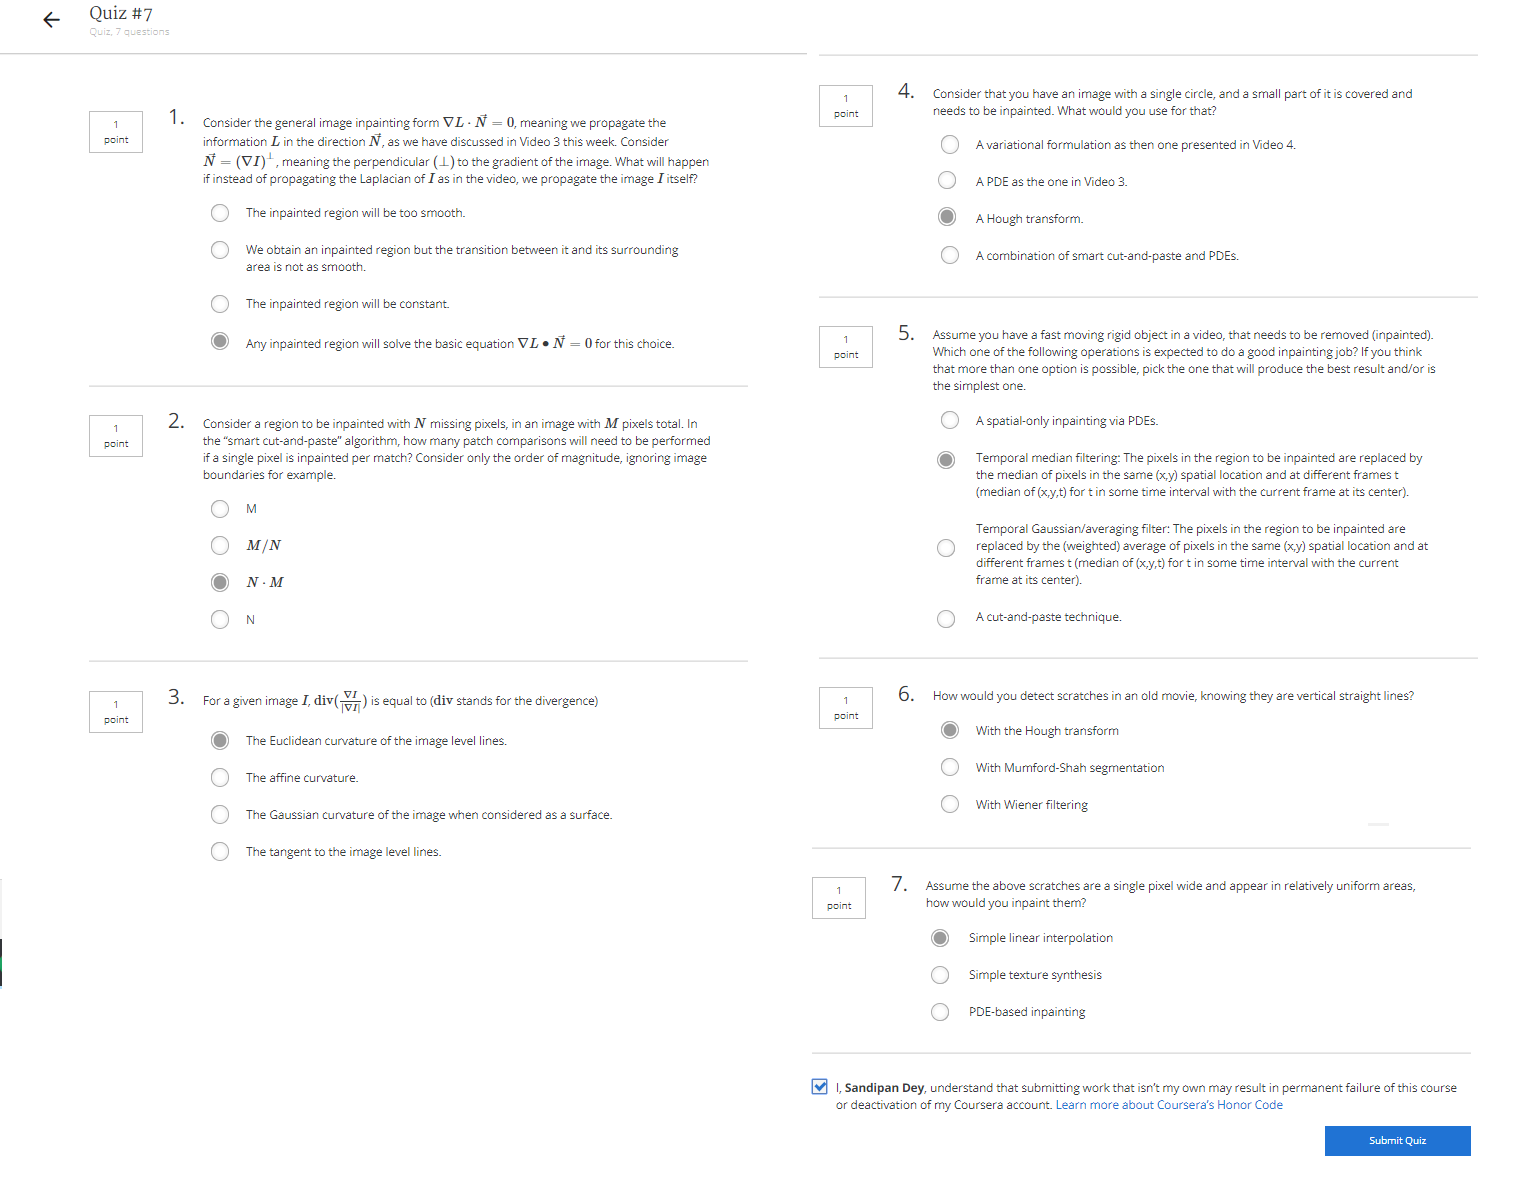 Quiz #7
Quiz, 7 questions
1
point
1.
Consider the general image inpainting form ∇L · N⃗ = 0, meaning we propagate the
information L in the direction N⃗, as we have discussed in Video 3 this week. Consider
N⃗ = (∇I)⊥, meaning the perpendicular (⊥) to the gradient of the image. What will happen
if instead of propagating the Laplacian of I as in the video, we propagate the image I itself?
The inpainted region will be too smooth.
We obtain an inpainted region but the transition between it and its surrounding
area is not as smooth.
The inpainted region will be constant.
Any inpainted region will solve the basic equation ∇L • N⃗ = 0 for this choice.
1
point
2.
Consider a region to be inpainted with N missing pixels, in an image with M pixels total. In
the “smart cut-and-paste” algorithm, how many patch comparisons will need to be performed
if a single pixel is inpainted per match? Consider only the order of magnitude, ignoring image
boundaries for example.
M
M/N
N · M
N
1
point
3.
For a given image I, div(∇I/|∇I|) is equal to (div stands for the divergence)
The Euclidean curvature of the image level lines.
The affine curvature.
The Gaussian curvature of the image when considered as a surface.
The tangent to the image level lines.
1
point
4.
Consider that you have an image with a single circle, and a small part of it is covered and
needs to be inpainted. What would you use for that?
A variational formulation as then one presented in Video 4.
A PDE as the one in Video 3.
A Hough transform.
A combination of smart cut-and-paste and PDEs.
1
point
5.
Assume you have a fast moving rigid object in a video, that needs to be removed (inpainted).
Which one of the following operations is expected to do a good inpainting job? If you think
that more than one option is possible, pick the one that will produce the best result and/or is
the simplest one.
A spatial-only inpainting via PDEs.
Temporal median filtering: The pixels in the region to be inpainted are replaced by
the median of pixels in the same (x,y) spatial location and at different frames t
(median of (x,y,t) for t in some time interval with the current frame at its center).
Temporal Gaussian/averaging filter: The pixels in the region to be inpainted are
replaced by the (weighted) average of pixels in the same (x,y) spatial location and at
different frames t (median of (x,y,t) for t in some time interval with the current
frame at its center).
A cut-and-paste technique.
1
point
6.
How would you detect scratches in an old movie, knowing they are vertical straight lines?
With the Hough transform
With Mumford-Shah segmentation
With Wiener filtering
1
point
7.
Assume the above scratches are a single pixel wide and appear in relatively uniform areas,
how would you inpaint them?
Simple linear interpolation
Simple texture synthesis
PDE-based inpainting
I, Sandipan Dey, understand that submitting work that isn’t my own may result in permanent failure of this course
or deactivation of my Coursera account. Learn more about Coursera’s Honor Code
Submit Quiz